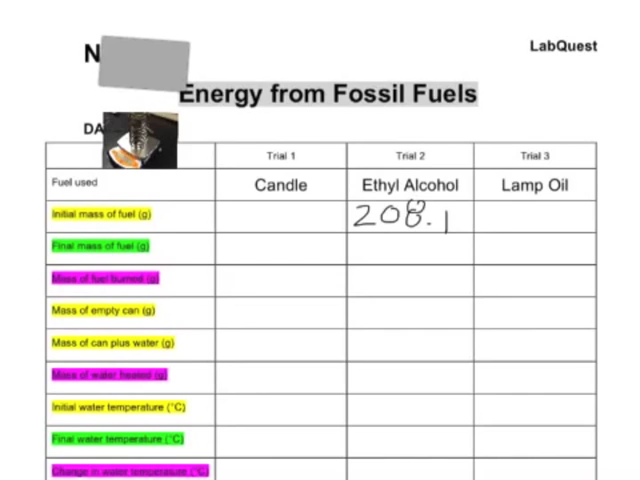 LabQuest
N
Energy from Fossil Fuels
DA
Trial 1 Trial 2 Trial 3
Fuel used Candle Ethyl Alcohol Lamp Oil
Initial mass of fuel (g) 208.1
Final mass of fuel (g)
Mass of fuel burned (g)
Mass of empty can (g)
Mass of can plus water (g)
Mass of water heated (g)
Initial water temperature (°C)
Final water temperature (°C)
Change in water temperature (°C)